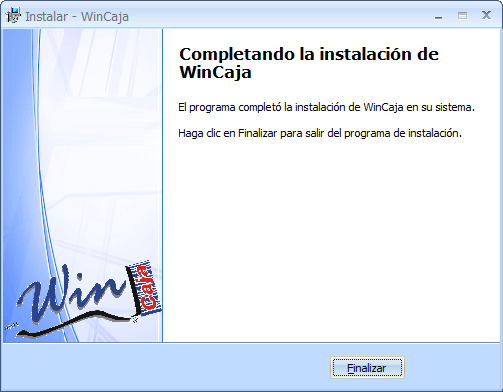 Instalar - WinCaja
Completando la instalación de
WinCaja
El programa completó la instalación de WinCaja en su sistema.
Haga clic en Finalizar para salir del programa de instalación.
Win Caja
Finalizar